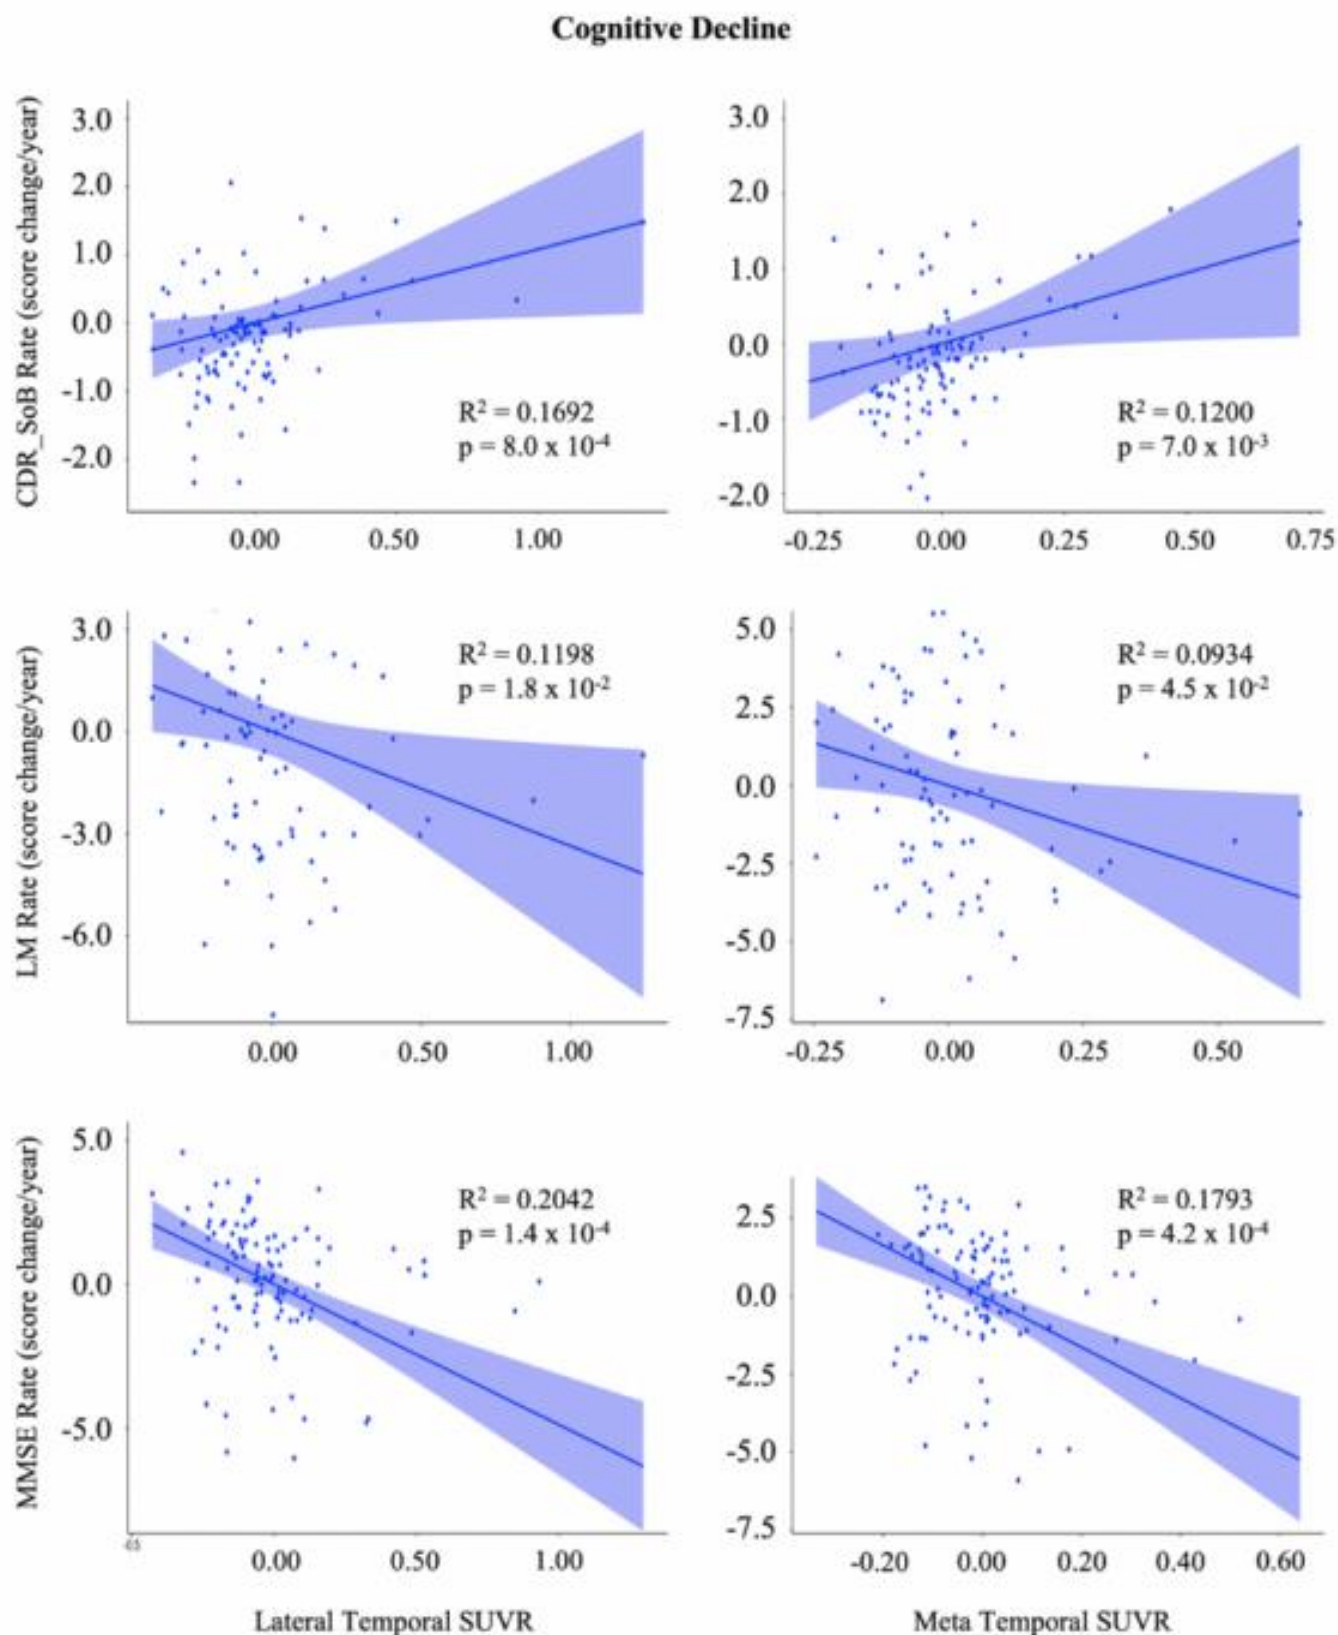 Cognitive Decline
CDR_SoB Rate (score change/year)
3.0
2.0
1.0
0.0
-1.0
-2.0
R² = 0.1692
p = 8.0 x 10⁻⁴
0.00 0.50 1.00
3.0
2.0
1.0
0.0
-1.0
-2.0
R² = 0.1200
p = 7.0 x 10⁻³
-0.25 0.00 0.25 0.50 0.75
LM Rate (score change/year)
3.0
0.0
-3.0
-6.0
R² = 0.1198
p = 1.8 x 10⁻²
0.00 0.50 1.00
5.0
2.5
0.0
-2.5
-5.0
-7.5
R² = 0.0934
p = 4.5 x 10⁻²
-0.25 0.00 0.25 0.50
MMSE Rate (score change/year)
5.0
0.0
-5.0
R² = 0.2042
p = 1.4 x 10⁻⁴
0.00 0.50 1.00
Lateral Temporal SUVR
2.5
0.0
-2.5
-5.0
-7.5
R² = 0.1793
p = 4.2 x 10⁻⁴
-0.20 0.00 0.20 0.40 0.60
Meta Temporal SUVR